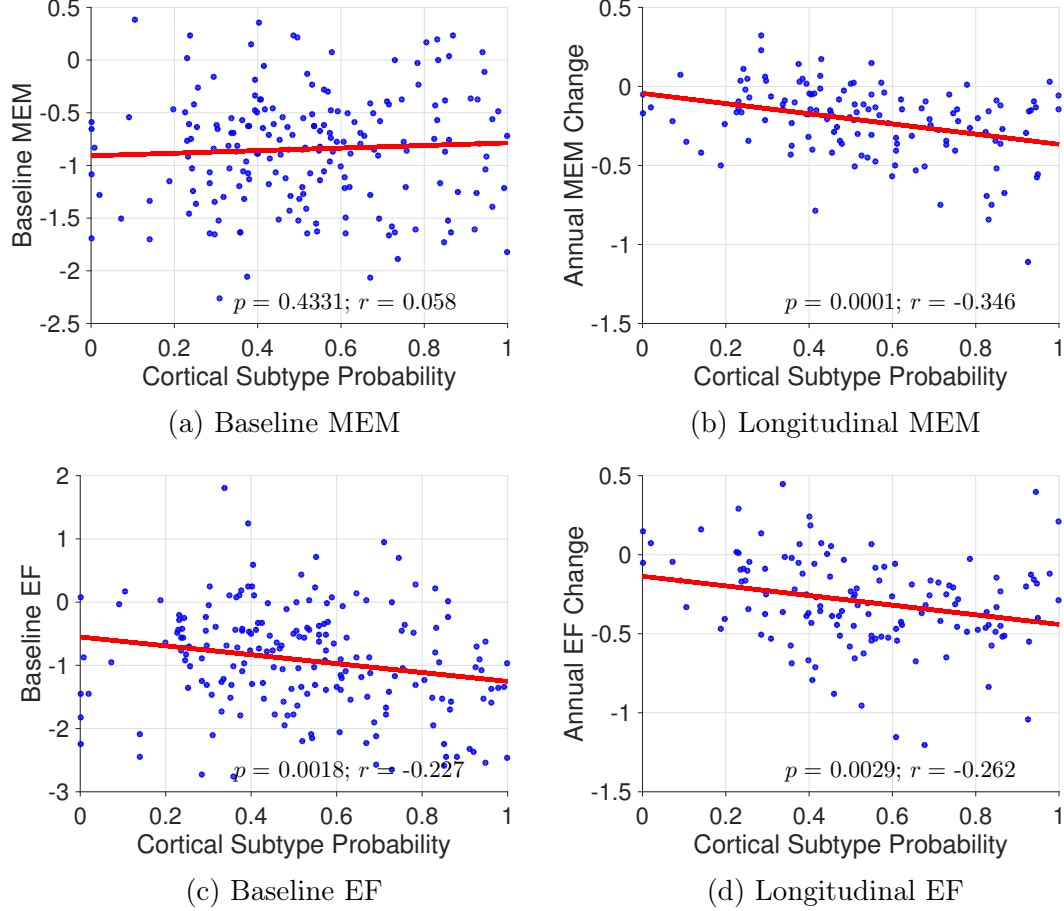 0
-0.5
-1
-1.5
-2
-2.5
Baseline MEM
p = 0.4331; r = 0.058
0 0.2 0.4 0.6 0.8 1
Cortical Subtype Probability
(a) Baseline MEM
0
-0.5
-1
-1.5
Annual MEM Change
p = 0.0001; r = -0.346
0 0.2 0.4 0.6 0.8 1
Cortical Subtype Probability
(b) Longitudinal MEM
2
1
0
-1
-2
-3
Baseline EF
p = 0.0018; r = -0.227
0 0.2 0.4 0.6 0.8 1
Cortical Subtype Probability
(c) Baseline EF
0.5
0
-0.5
-1
-1.5
Annual EF Change
p = 0.0029; r = -0.262
0 0.2 0.4 0.6 0.8 1
Cortical Subtype Probability
(d) Longitudinal EF